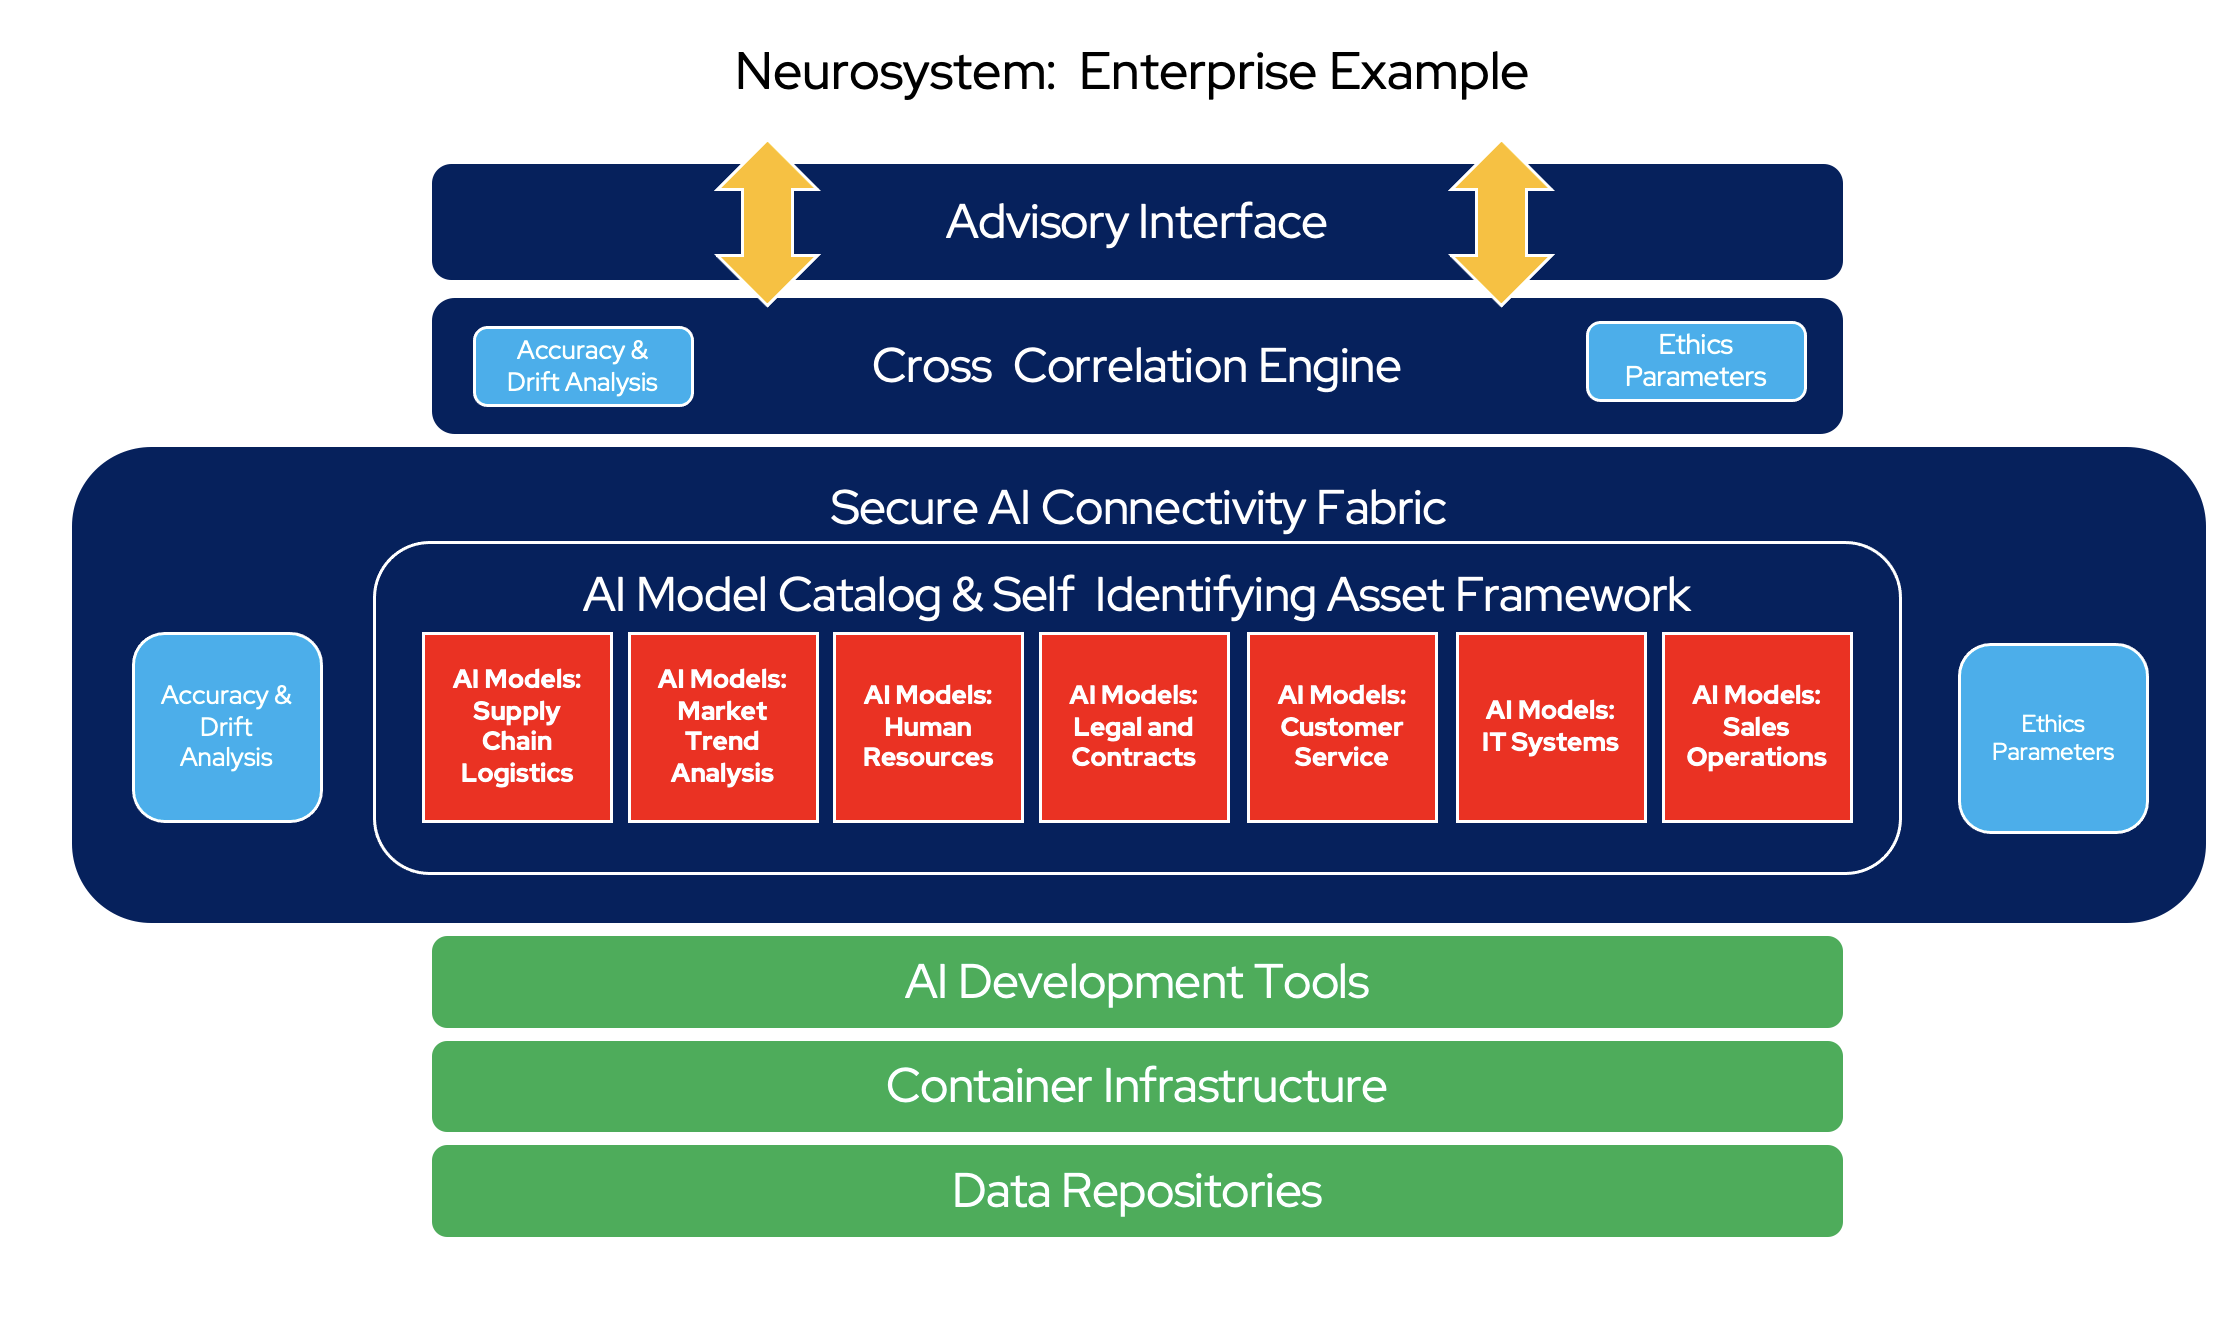 Neurosystem: Enterprise Example
Advisory Interface
Accuracy &
Drift Analysis
Cross Correlation Engine
Ethics
Parameters
Secure AI Connectivity Fabric
AI Model Catalog & Self Identifying Asset Framework
Accuracy &
Drift
Analysis
AI Models:
Supply
Chain
Logistics
AI Models:
Market
Trend
Analysis
AI Models:
Human
Resources
AI Models:
Legal and
Contracts
AI Models:
Customer
Service
AI Models:
IT Systems
AI Models:
Sales
Operations
Ethics
Parameters
AI Development Tools
Container Infrastructure
Data Repositories